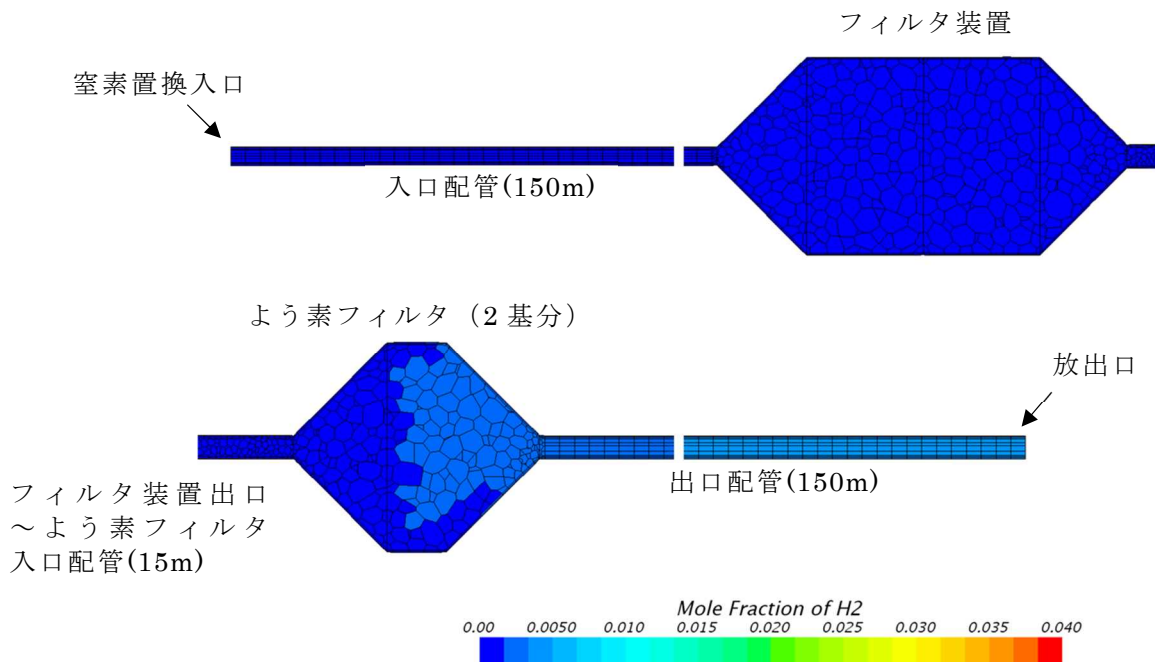 フィルタ装置
窒素置換入口
入口配管(150m)
よう素フィルタ（2 基分）
放出口
出口配管(150m)
フィルタ装置出口
～よう素フィルタ
入口配管(15m)
Mole Fraction of H2
0.00 0.0050 0.010 0.015 0.020 0.025 0.030 0.035 0.040